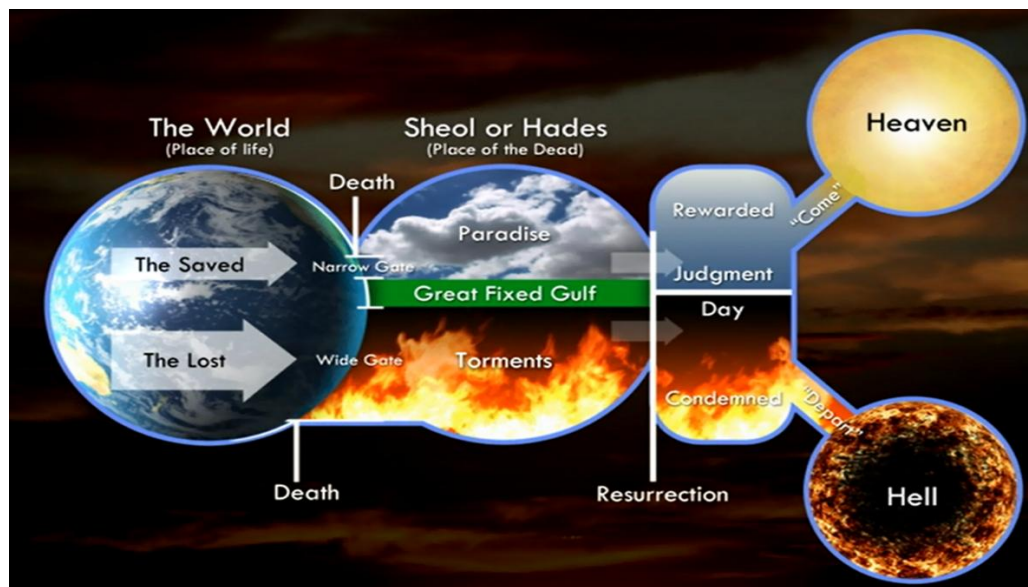 The World
(Place of life)
Sheol or Hades
(Place of the Dead)
Death
The Saved
Narrow Gate
Paradise
Great Fixed Gulf
The Lost
Wide Gate
Torments
Death
Rewarded
Judgment
Day
Condemned
Resurrection
"Come"
Heaven
"Depart"
Hell